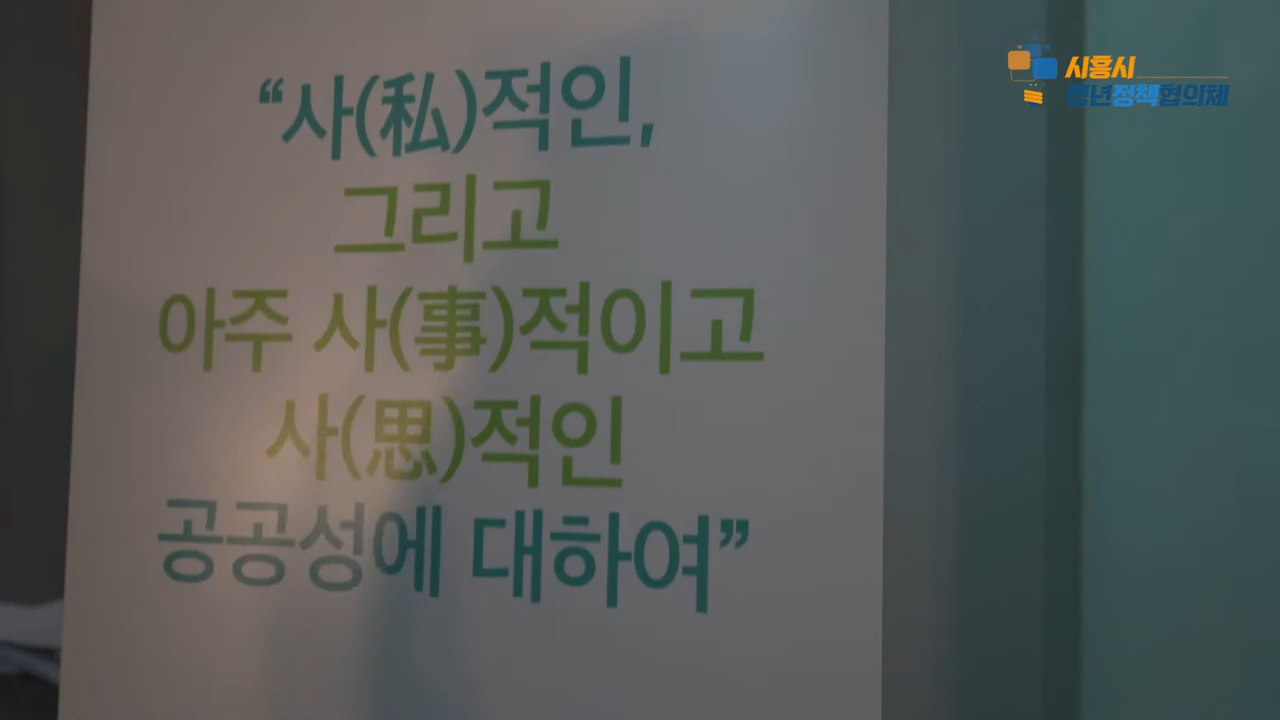 “사(私)적인,
그리고
아주 사(事)적이고
사(思)적인
공공성에 대하여”
시흥시
청년정책협의체